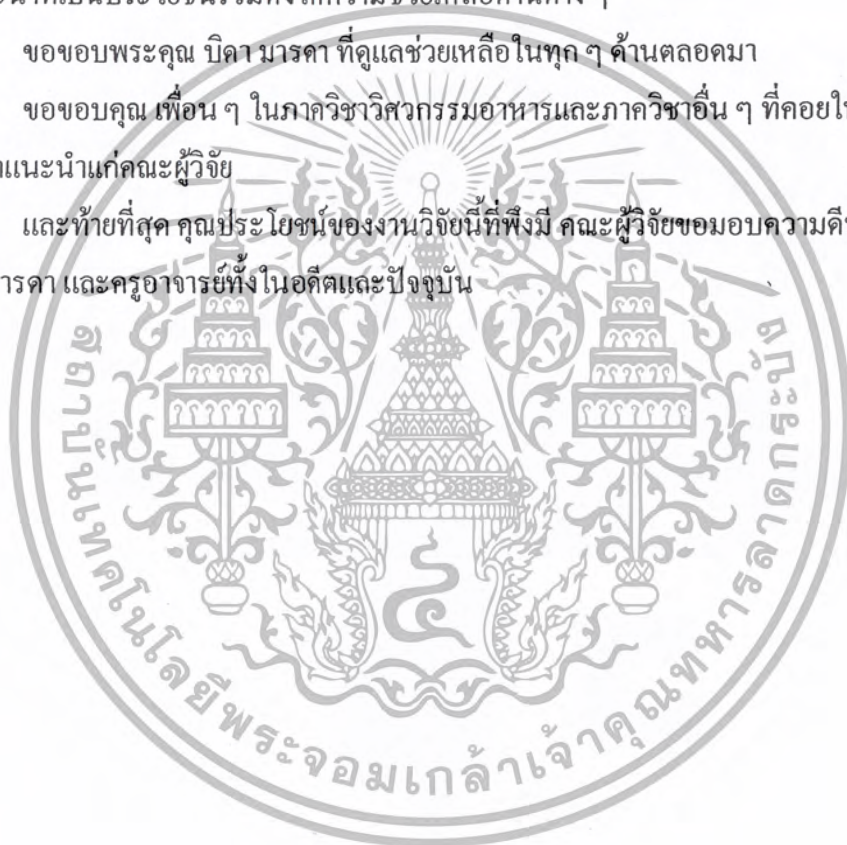 ขอขอบพระคุณ บิดา มารดา ที่ดูแลช่วยเหลือในทุก ๆ ด้านตลอดมา
ขอขอบคุณ เพื่อน ๆ ในภาควิชาวิศวกรรมอาหารและภาควิชาอื่น ๆ ที่คอยให้
แนะนำแก่คณะผู้วิจัย
และท้ายที่สุด คุณประโยชน์ของงานวิจัยนี้ที่พึงมี คณะผู้วิจัยขอมอบความดี
ารดา และครูอาจารย์ทั้งในอดีตและปัจจุบัน
สถาบันเทคโนโลยีพระจอมเกล้าเจ้าคุณทหารลาดกระบัง
๔